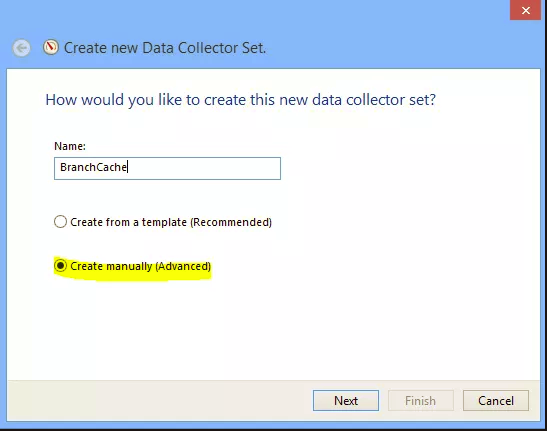 Create new Data Collector Set.
How would you like to create this new data collector set?
Name:
BranchCache
Create from a template (Recommended)
Create manually (Advanced)
Next Finish Cancel